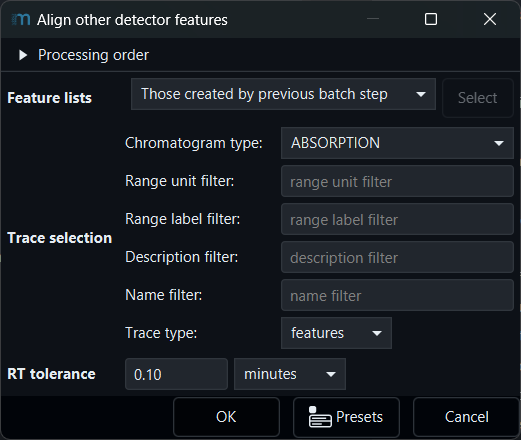 m Align other detector features
Processing order
Feature lists Those created by previous batch step Select
Chromatogram type: ABSORPTION
Range unit filter: range unit filter
Range label filter: range label filter
Trace selection
Description filter: description filter
Name filter: name filter
Trace type: features
RT tolerance 0.10 minutes
OK Presets Cancel